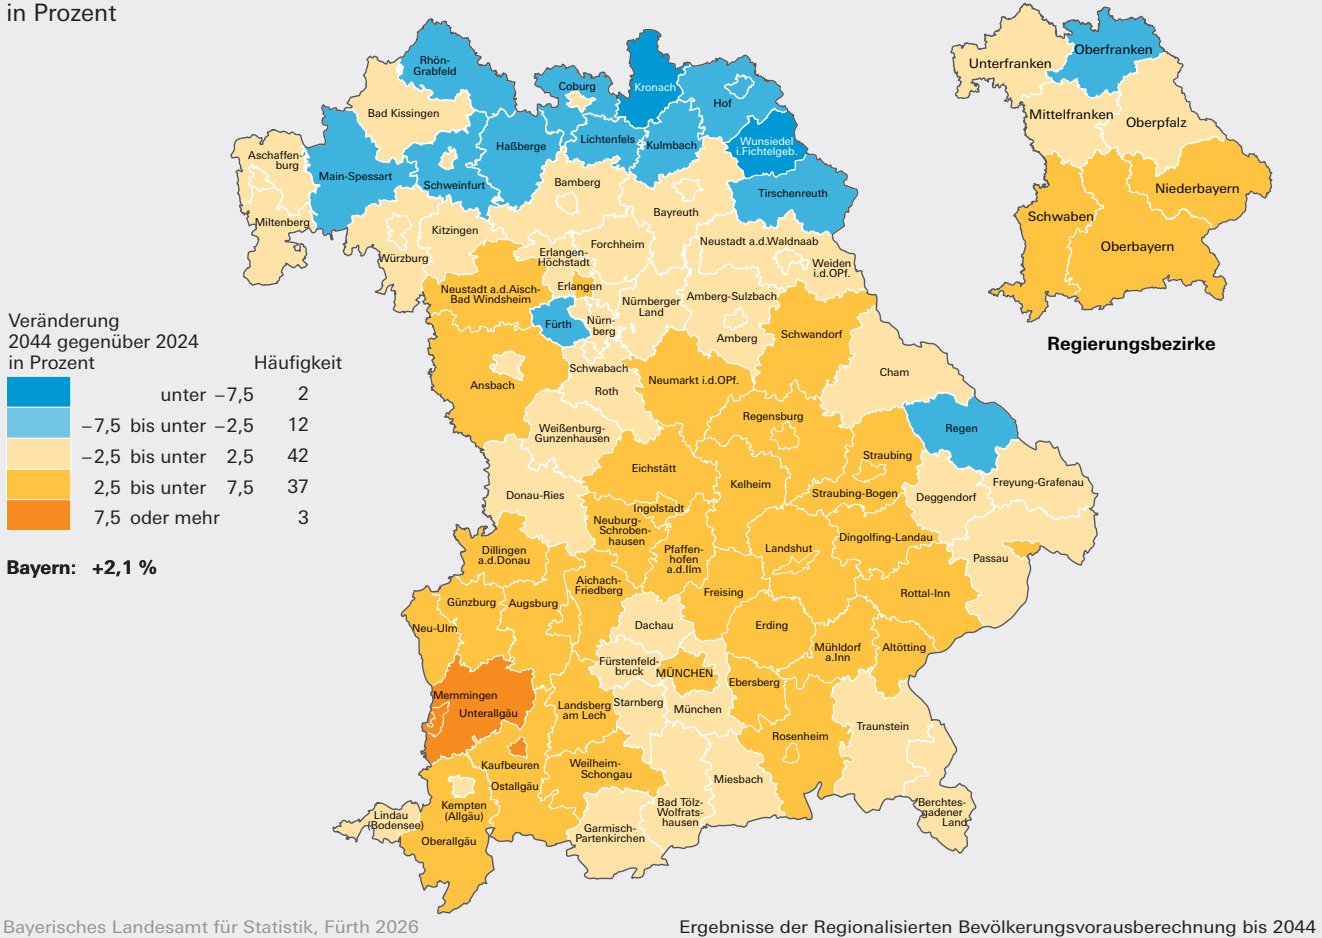 in Prozent
Rhön-
Grabfeld
Bad Kissingen
Coburg
Kronach
Hof
Lichtenfels
Kulmbach
Wunsiedel
i.Fichtelgeb.
Haßberge
Aschaffen-
burg
Main-Spessart
Schweinfurt
Bamberg
Tirschenreuth
Bayreuth
Miltenberg
Kitzingen
Würzburg
Forchheim
Erlangen-
Höchstadt
Neustadt a.d.Waldnaab
Weiden
i.d.OPf.
Neustadt a.d.Aisch-
Bad Windsheim
Erlangen
Nürnberger
Land
Amberg-Sulzbach
Fürth
Nürn-
berg
Amberg
Schwandorf
Ansbach
Schwabach
Roth
Neumarkt i.d.OPf.
Cham
Weißenburg-
Gunzenhausen
Regensburg
Regen
Straubing
Eichstätt
Kelheim
Straubing-Bogen
Deggendorf
Freyung-Grafenau
Donau-Ries
Ingolstadt
Neuburg-
Schroben-
hausen
Pfaffen-
hofen
a.d.Ilm
Landshut
Dingolfing-Landau
Passau
Dillingen
a.d.Donau
Aichach-
Friedberg
Freising
Rottal-Inn
Günzburg
Augsburg
Neu-Ulm
Dachau
Erding
Mühldorf
a.Inn
Altötting
Fürstenfeld-
bruck
MÜNCHEN
Ebersberg
Memmingen
Unterallgäu
Landsberg
am Lech
Starnberg
München
Traunstein
Rosenheim
Kaufbeuren
Ostallgäu
Weilheim-
Schongau
Miesbach
Kempten
(Allgäu)
Lindau
(Bodensee)
Oberallgäu
Garmisch-
Partenkirchen
Bad Tölz-
Wolfrats-
hausen
Berchtes-
gadener
Land
Unterfranken
Oberfranken
Mittelfranken
Oberpfalz
Niederbayern
Schwaben
Oberbayern
Regierungsbezirke
Veränderung
2044 gegenüber 2024
in Prozent Häufigkeit
unter −7,5 2
−7,5 bis unter −2,5 12
−2,5 bis unter 2,5 42
2,5 bis unter 7,5 37
7,5 oder mehr 3
Bayern: +2,1 %
Bayerisches Landesamt für Statistik, Fürth 2026
Ergebnisse der Regionalisierten Bevölkerungsvorausberechnung bis 2044